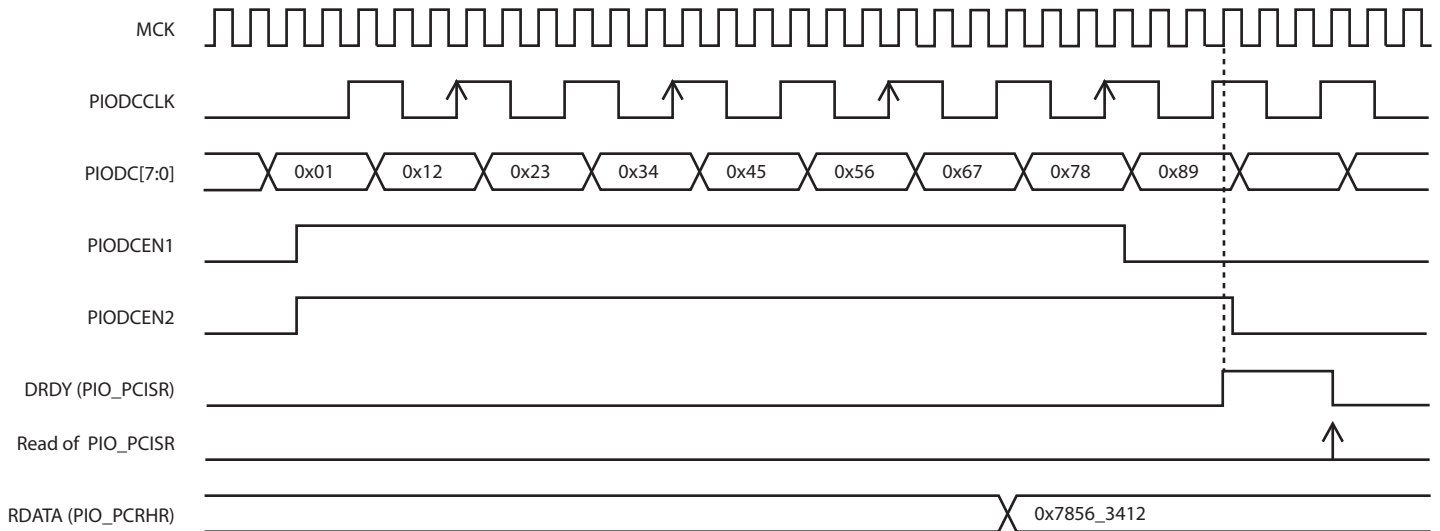 MCK
PIODCCLK
PIODC[7:0] 0x01 0x12 0x23 0x34 0x45 0x56 0x67 0x78 0x89
PIODCEN1
PIODCEN2
DRDY (PIO_PCISR)
Read of PIO_PCISR
RDATA (PIO_PCRHR) 0x7856_3412